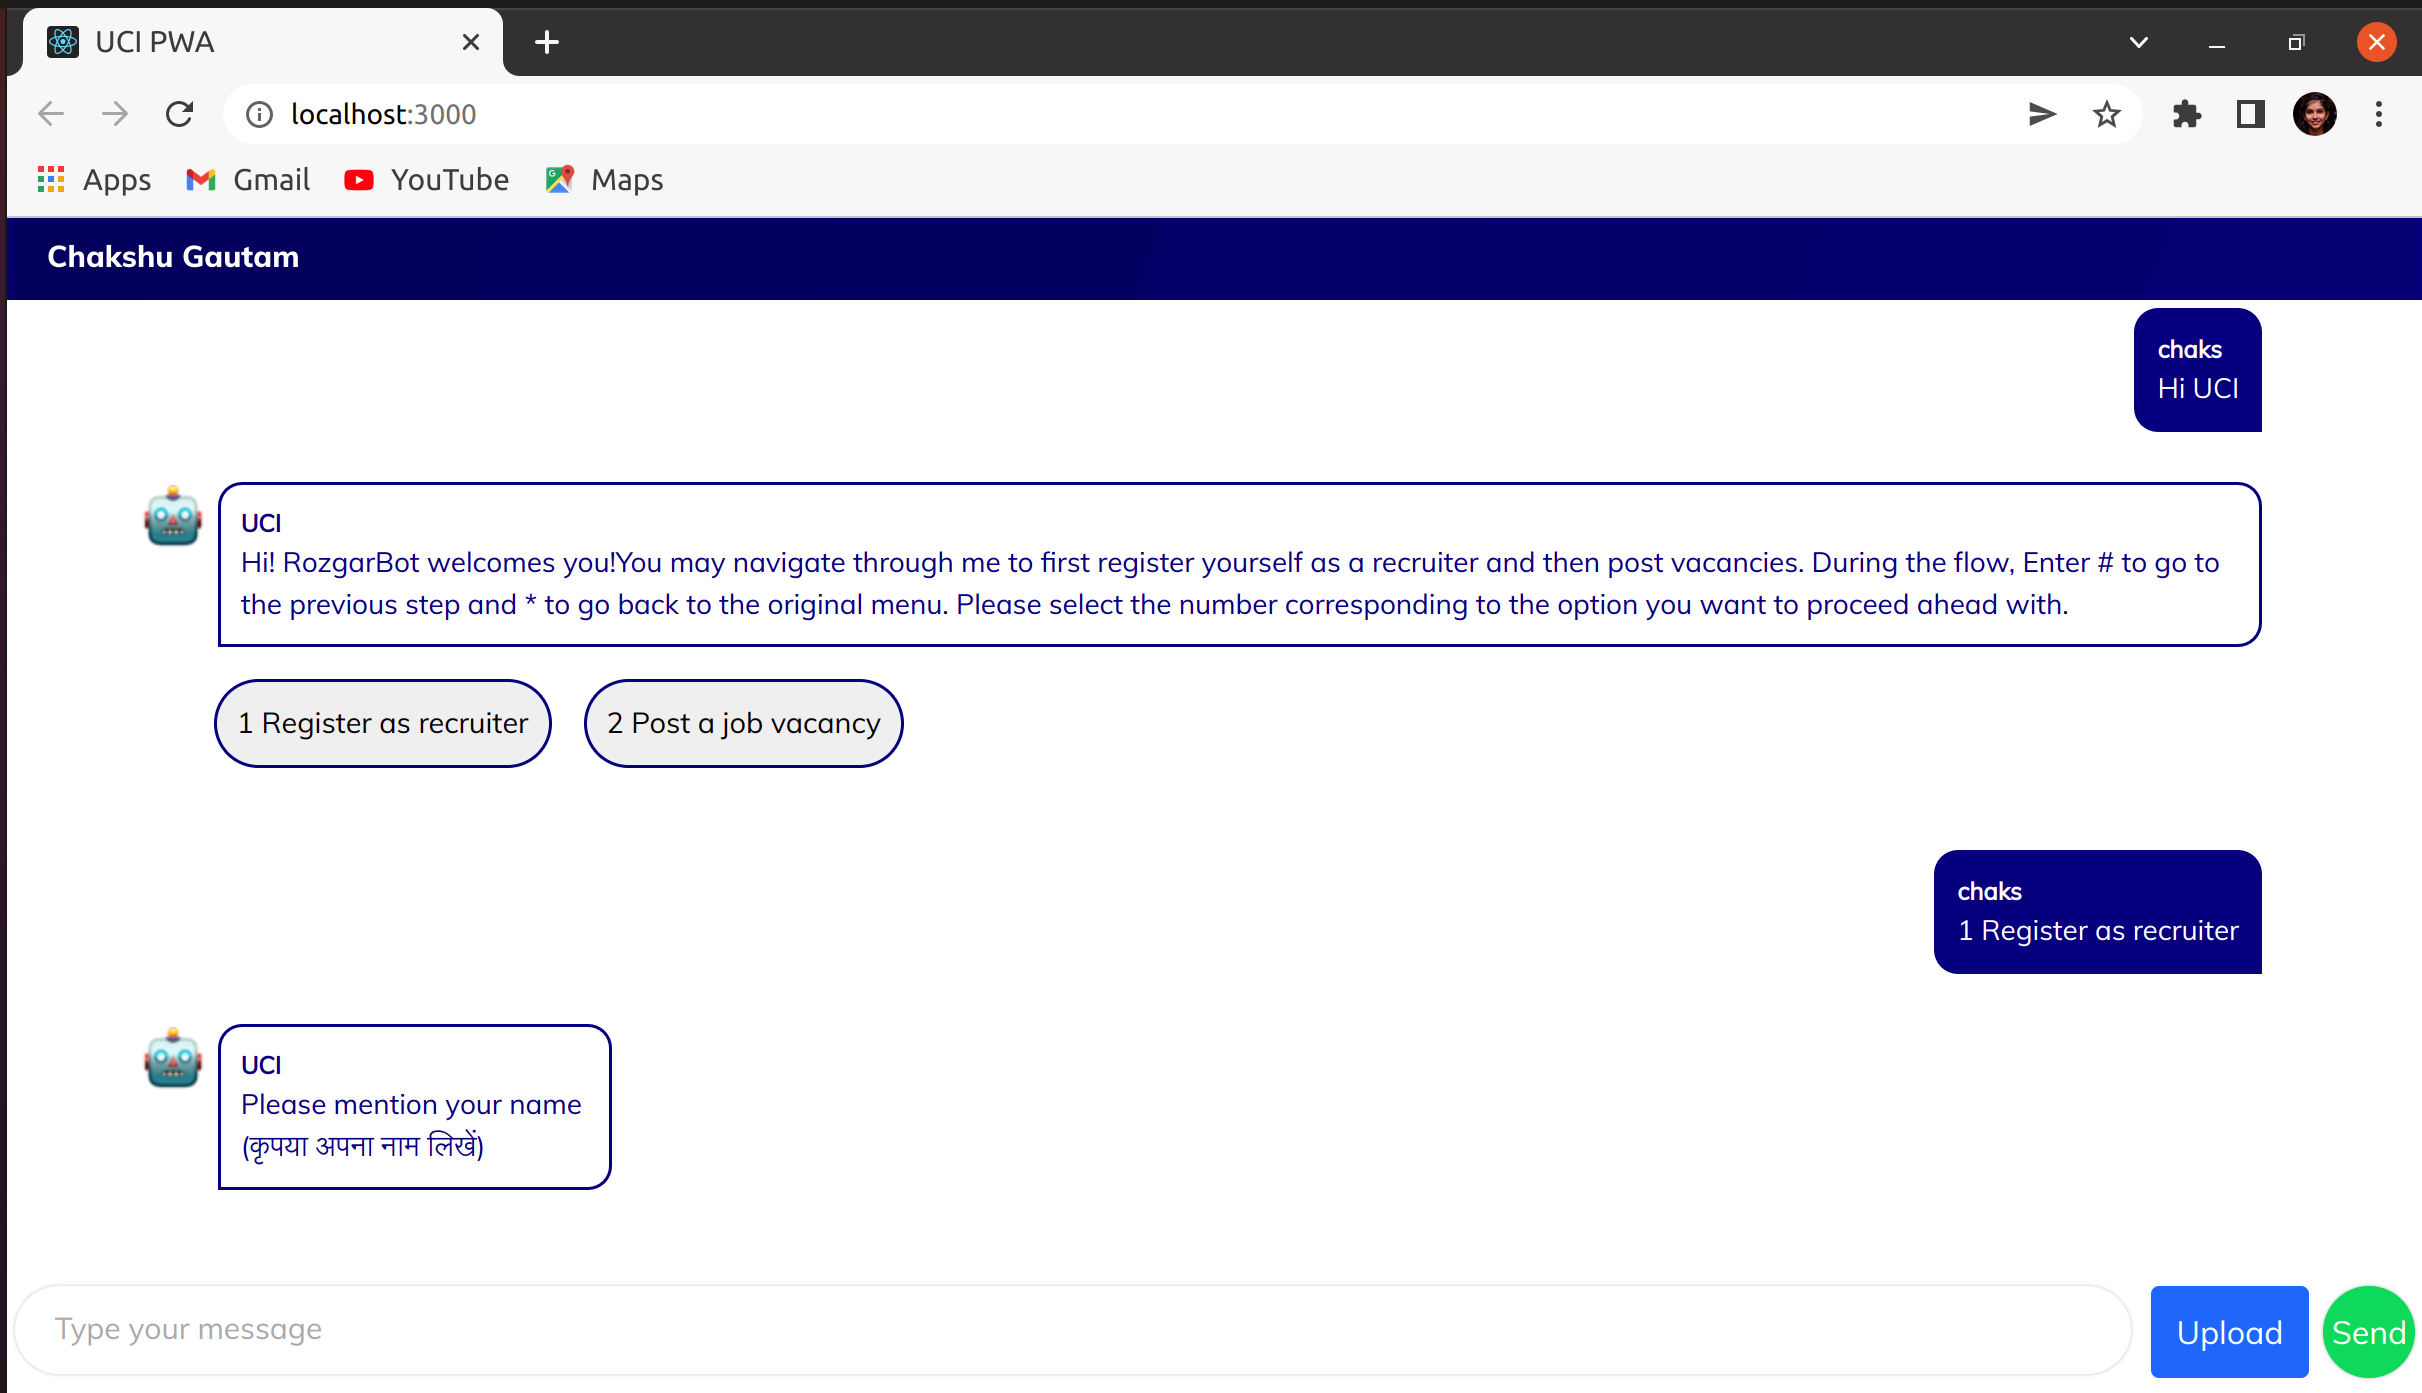 UCI PWA
localhost:3000
Apps Gmail YouTube Maps
Chakshu Gautam
chaks
Hi UCI
UCI
Hi! RozgarBot welcomes you!You may navigate through me to first register yourself as a recruiter and then post vacancies. During the flow, Enter # to go to
the previous step and * to go back to the original menu. Please select the number corresponding to the option you want to proceed ahead with.
1 Register as recruiter 2 Post a job vacancy
chaks
1 Register as recruiter
UCI
Please mention your name
(कृपया अपना नाम लिखें)
Type your message Upload Send